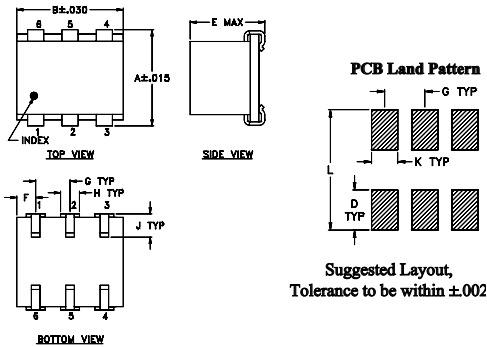 B±.030
6 5 4
A±.015
INDEX
1 2 3
TOP VIEW
E MAX
SIDE VIEW
PCB Land Pattern
G TYP
K TYP
L
D
TYP
Suggested Layout,
Tolerance to be within ±.002
G TYP
H TYP
F
1 2 3
J TYP
6 5 4
BOTTOM VIEW